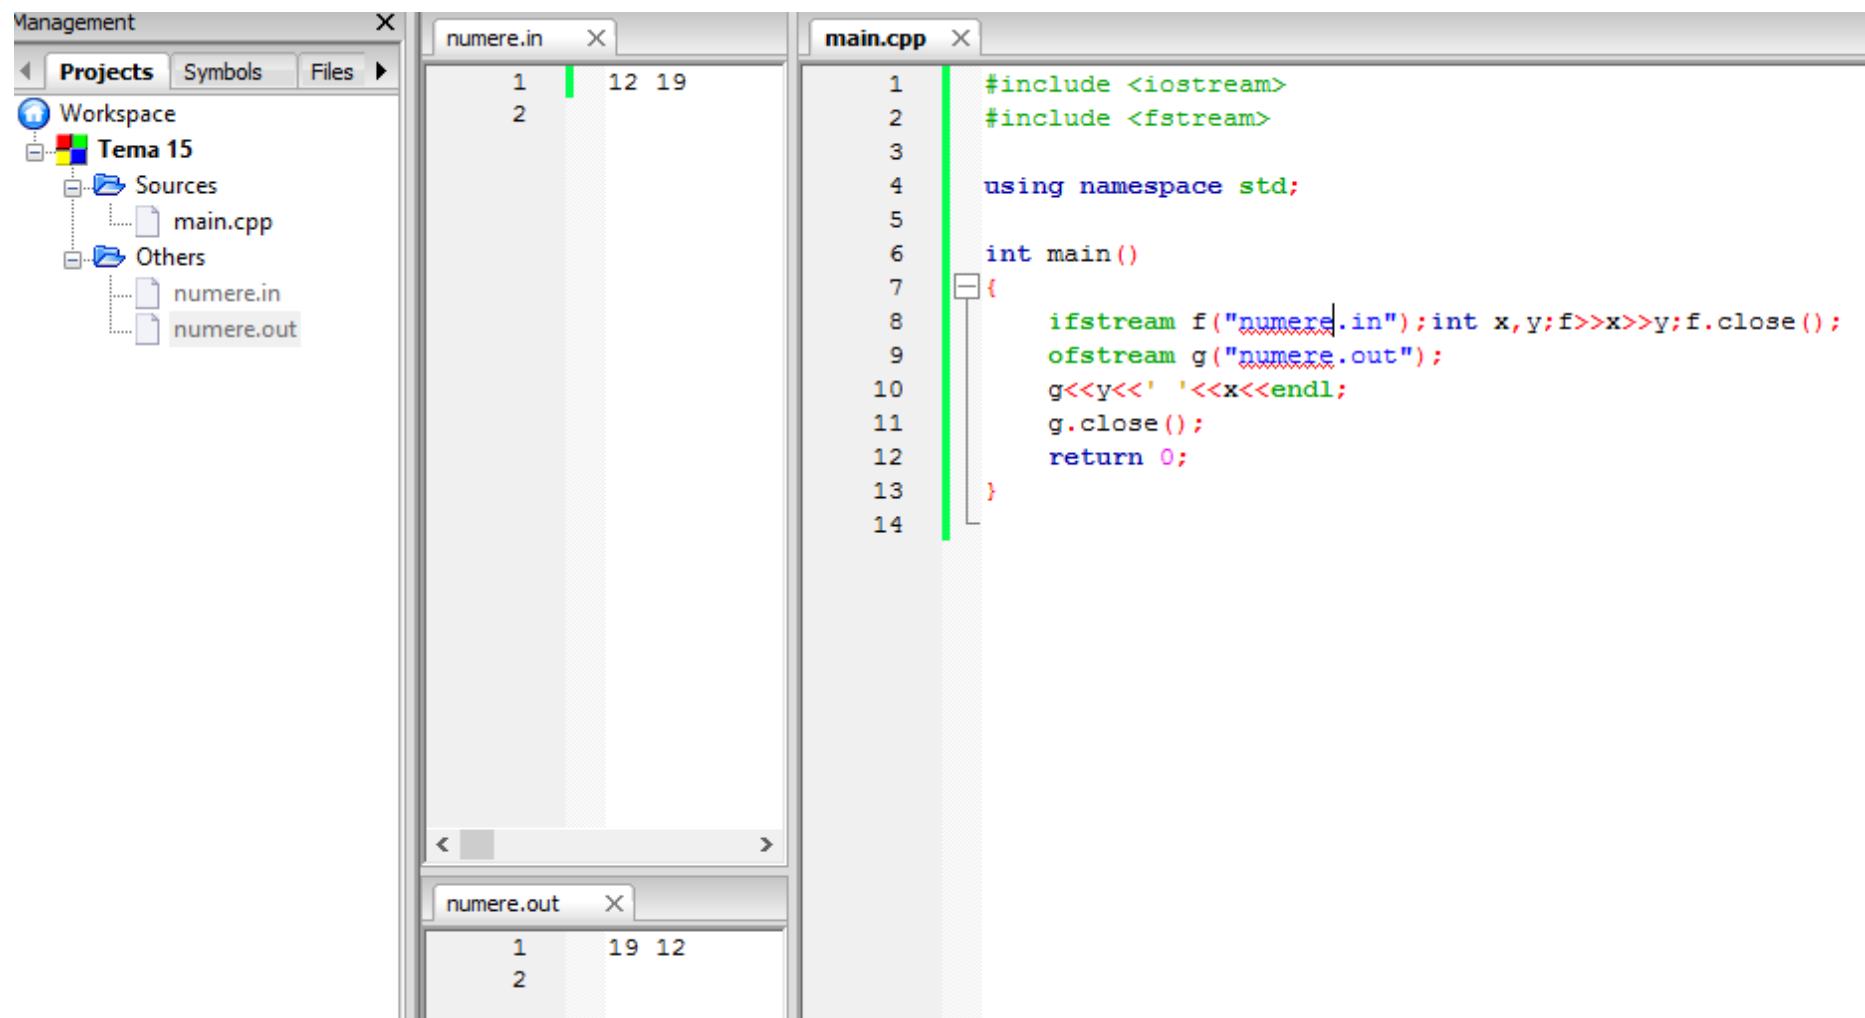 Management
Projects Symbols Files
Workspace
Tema 15
Sources
main.cpp
Others
numere.in
numere.out
numere.in
1 12 19
2
numere.out
1 19 12
2
main.cpp
1 #include <iostream>
2 #include <fstream>
3
4 using namespace std;
5
6 int main()
7 {
8 ifstream f("numere.in");int x,y;f>>x>>y;f.close();
9 ofstream g("numere.out");
10 g<<y<<' '<<x<<endl;
11 g.close();
12 return 0;
13 }
14